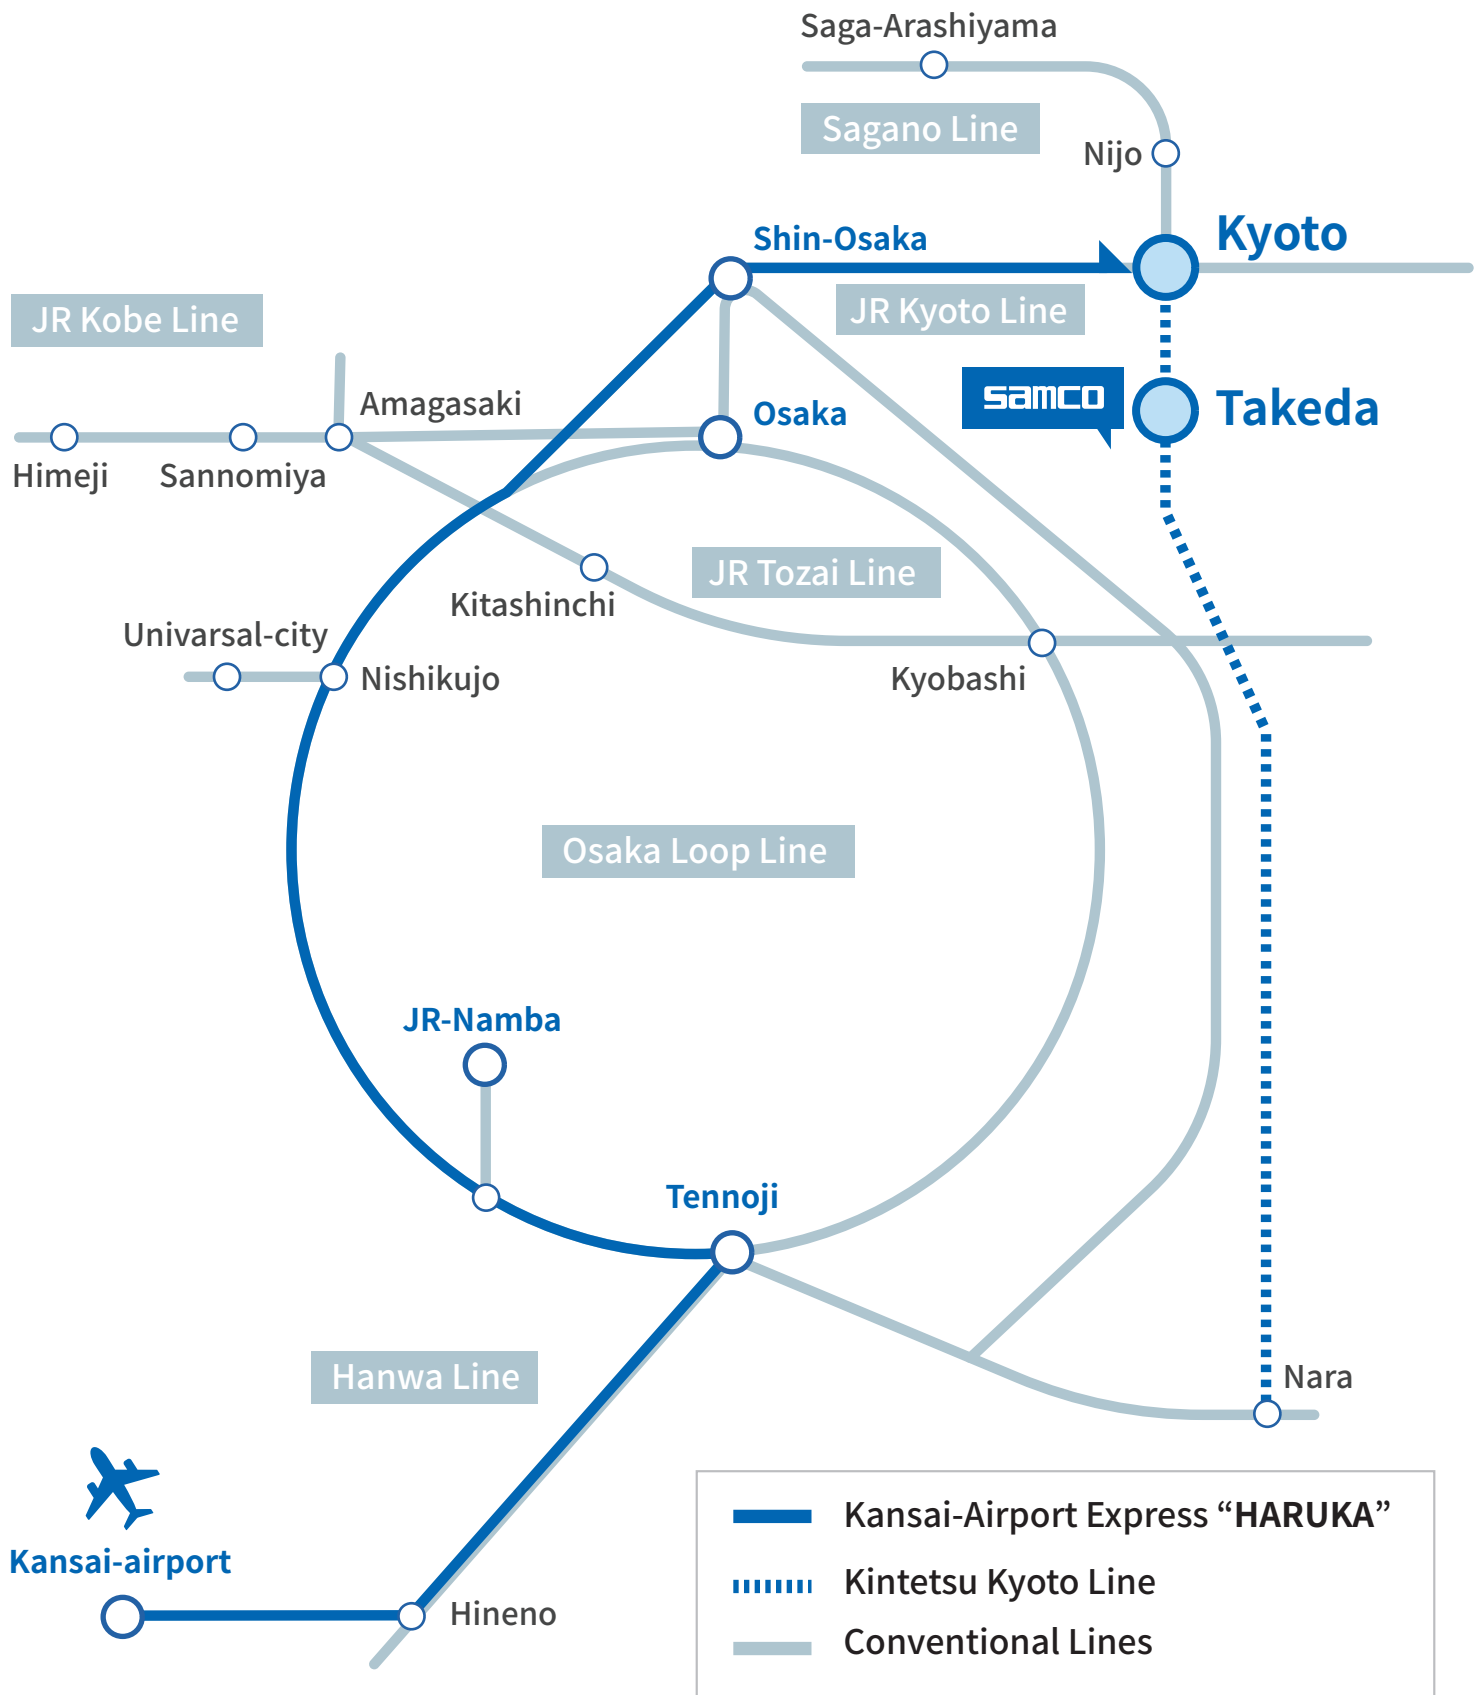 Saga-Arashiyama
Sagano Line
Nijo
Shin-Osaka
Kyoto
JR Kobe Line
JR Kyoto Line
Amagasaki
Osaka
samco
Takeda
Himeji
Sannomiya
JR Tozai Line
Kitashinchi
Univarsal-city
Nishikujo
Kyobashi
Osaka Loop Line
JR-Namba
Tennoji
Hanwa Line
Nara
Kansai-airport
Hineno
Kansai-Airport Express “HARUKA”
Kintetsu Kyoto Line
Conventional Lines